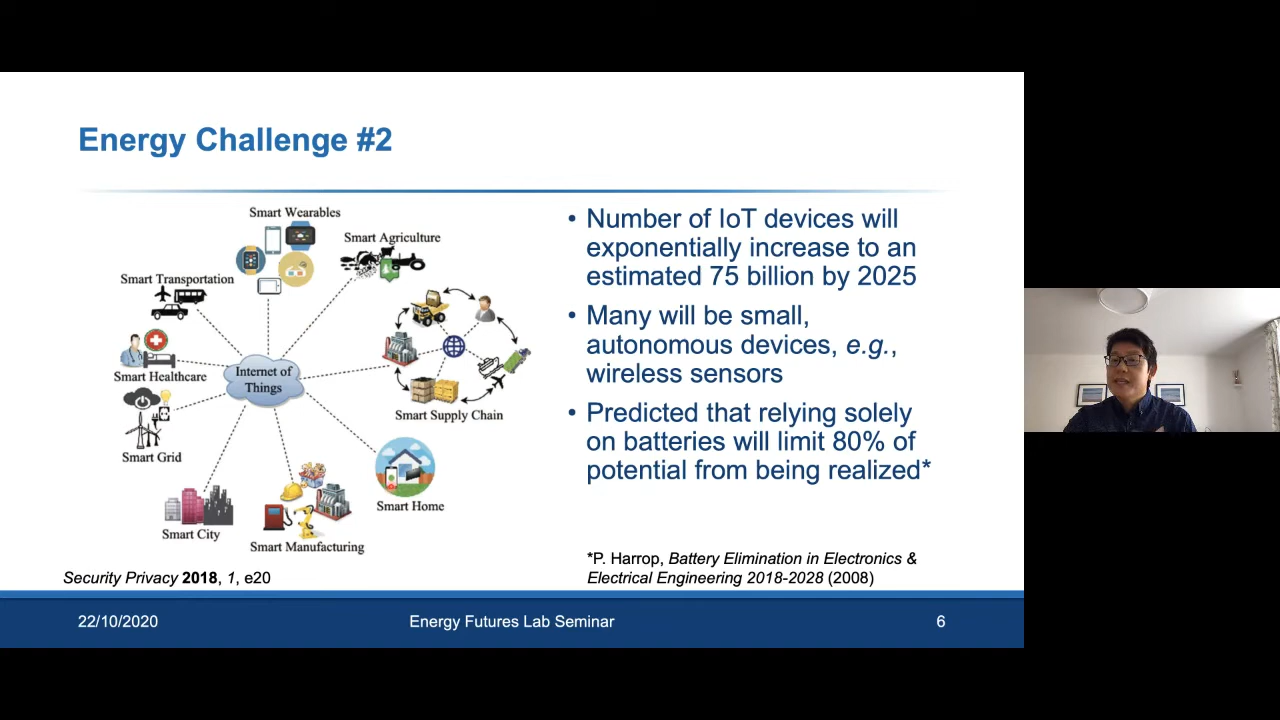 Energy Challenge #2
Smart Wearables
Smart Agriculture
Smart Transportation
Smart Healthcare
Internet of
Things
Smart Supply Chain
Smart Grid
Smart Home
Smart City
Smart Manufacturing
Security Privacy 2018, 1, e20
• Number of IoT devices will
exponentially increase to an
estimated 75 billion by 2025
• Many will be small,
autonomous devices, e.g.,
wireless sensors
• Predicted that relying solely
on batteries will limit 80% of
potential from being realized*
*P. Harrop, Battery Elimination in Electronics &
Electrical Engineering 2018-2028 (2008)
22/10/2020
Energy Futures Lab Seminar
6